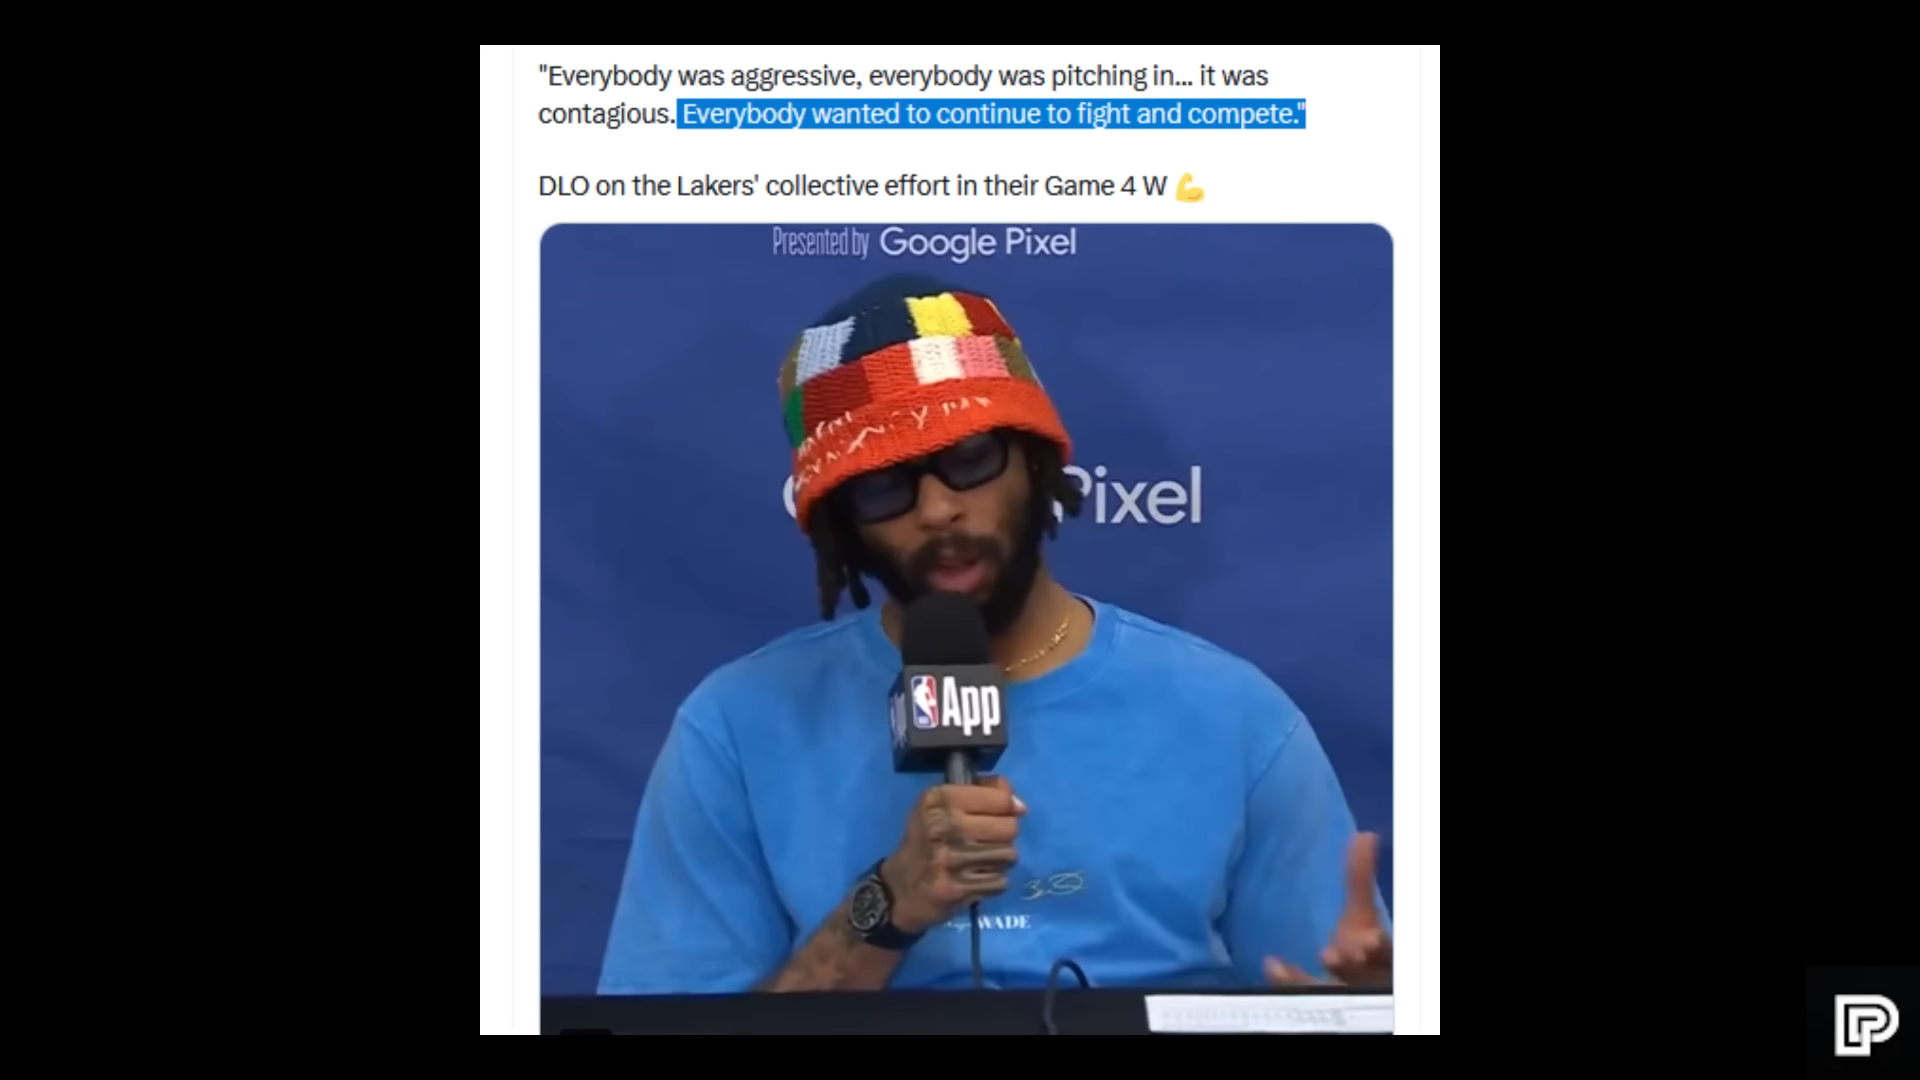 "Everybody was aggressive, everybody was pitching in... it was
contagious. Everybody wanted to continue to fight and compete."
DLO on the Lakers' collective effort in their Game 4 W 💪
Presented by Google Pixel
Pixel
App
WADE